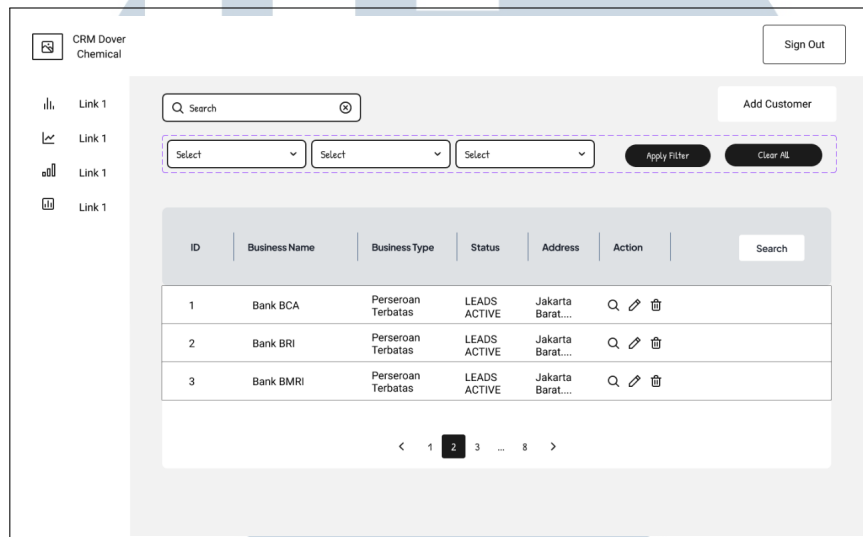 CRM Dover
Chemical
Sign Out
Link 1
Link 1
Link 1
Link 1
Search
Add Customer
Select
Select
Select
Apply Filter
Clear All
ID Business Name Business Type Status Address Action Search
1 Bank BCA Perseroan Terbatas LEADS ACTIVE Jakarta Barat....
2 Bank BRI Perseroan Terbatas LEADS ACTIVE Jakarta Barat....
3 Bank BMRI Perseroan Terbatas LEADS ACTIVE Jakarta Barat....
< 1 2 3 ... 8 >